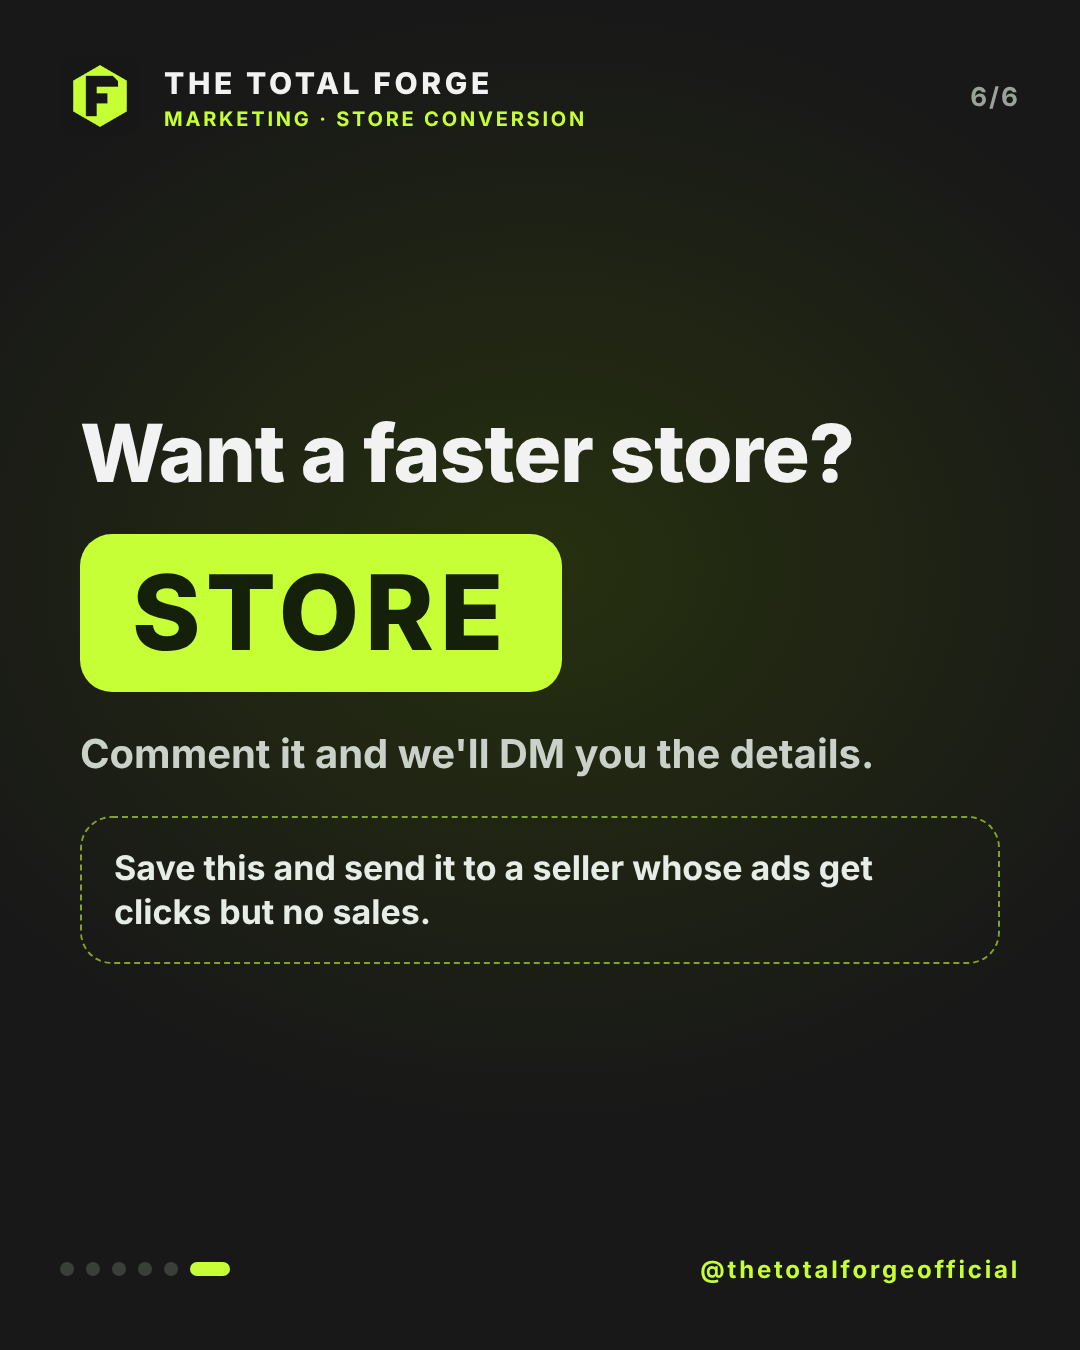 THE TOTAL FORGE
MARKETING · STORE CONVERSION
6/6
Want a faster store?
STORE
Comment it and we'll DM you the details.
Save this and send it to a seller whose ads get
clicks but no sales.
@thetotalforgeofficial